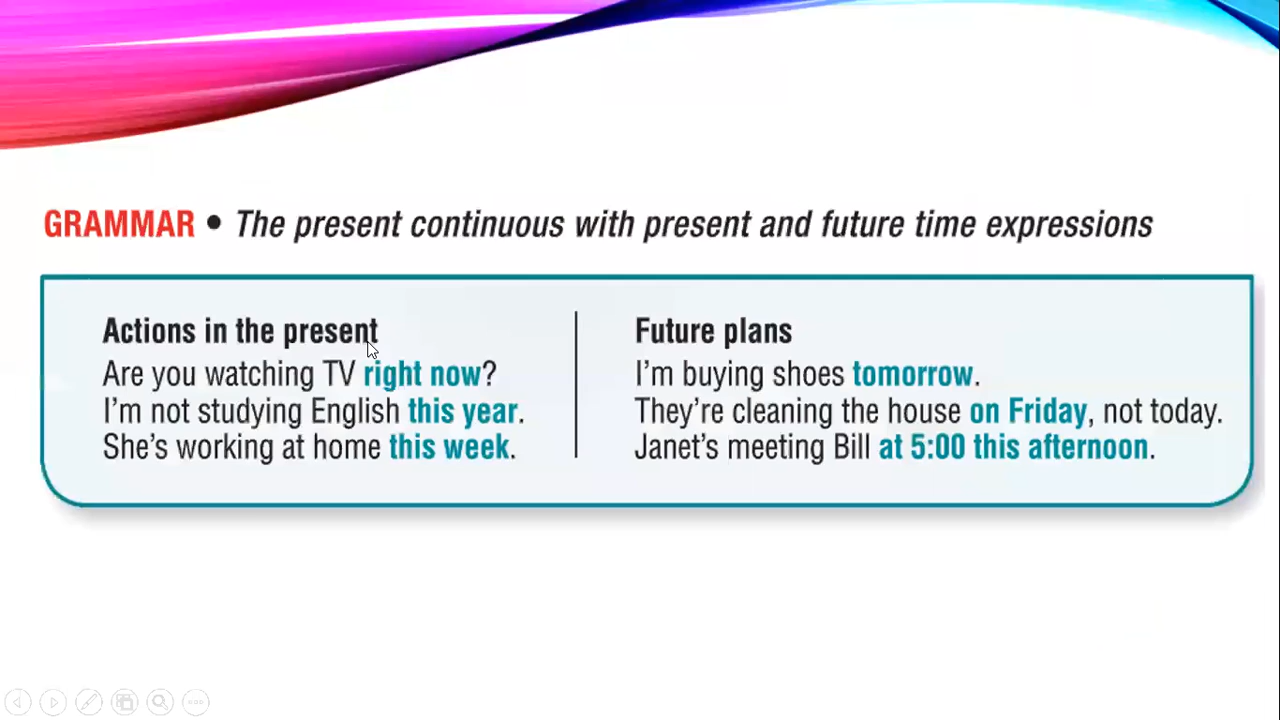 GRAMMAR • The present continuous with present and future time expressions
Actions in the present
Are you watching TV right now?
I'm not studying English this year.
She's working at home this week.
Future plans
I'm buying shoes tomorrow.
They're cleaning the house on Friday, not today.
Janet's meeting Bill at 5:00 this afternoon.